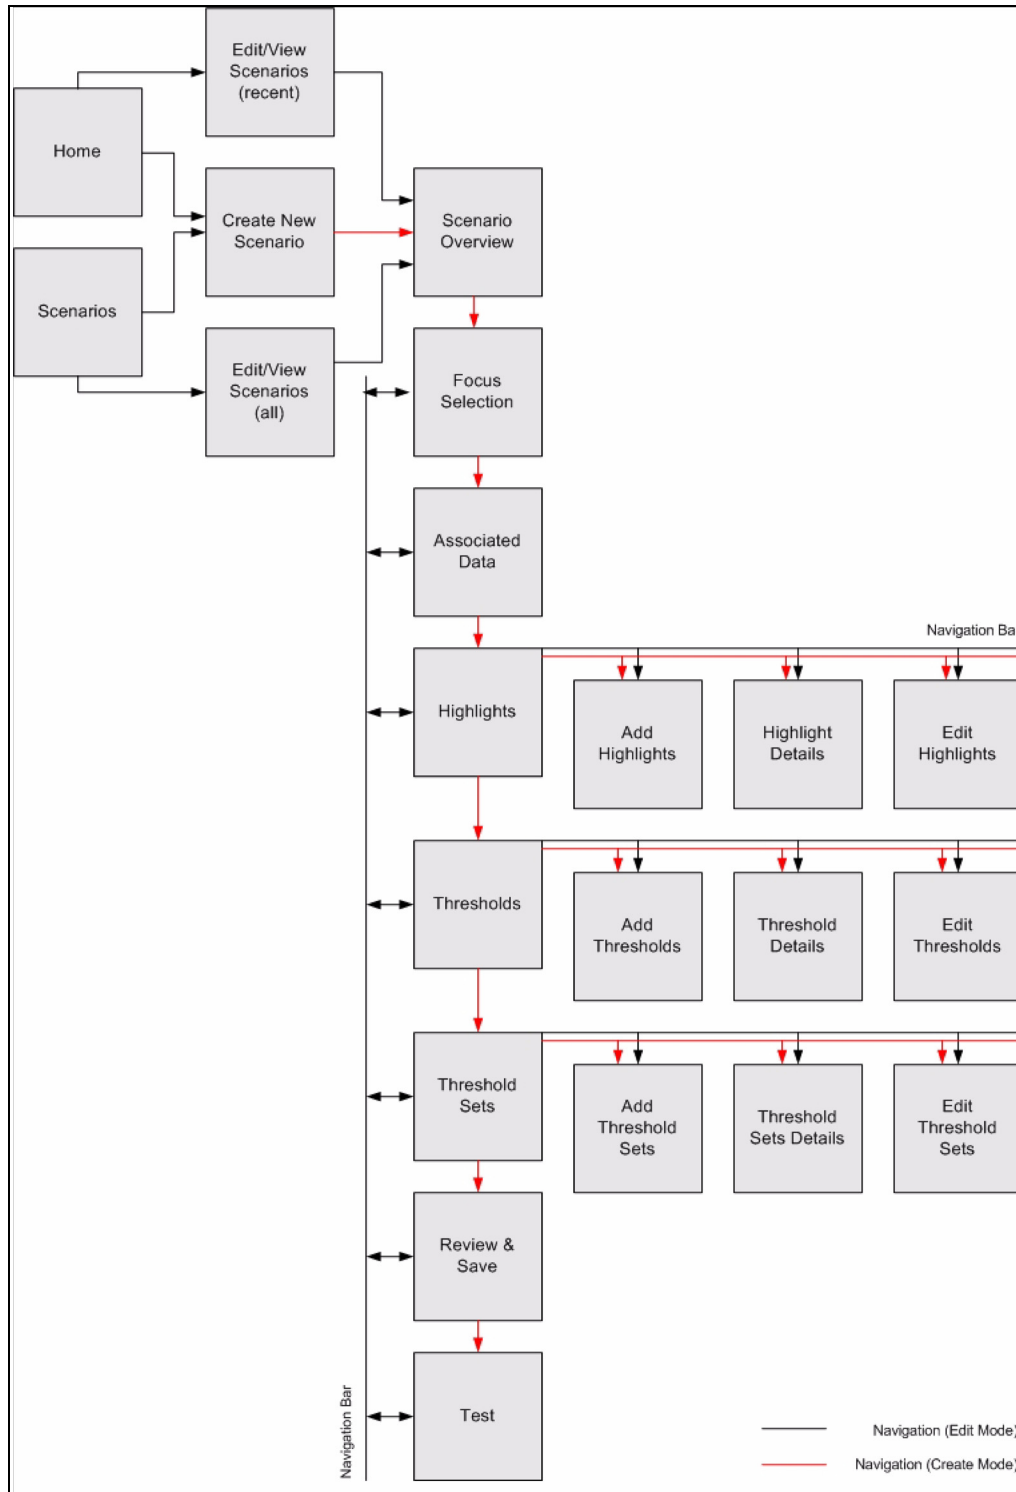 Edit/View
Scenarios
(recent)
Home
Create New
Scenario
Scenario
Overview
Scenarios
Edit/View
Scenarios
(all)
Focus
Selection
Associated
Data
Navigation Ba
Highlights
Add
Highlights
Highlight
Details
Edit
Highlights
Thresholds
Add
Thresholds
Threshold
Details
Edit
Thresholds
Threshold
Sets
Add
Threshold
Sets
Threshold
Sets Details
Edit
Threshold
Sets
Review &
Save
Navigation Bar
Test
Navigation (Edit Mode)
Navigation (Create Mode)